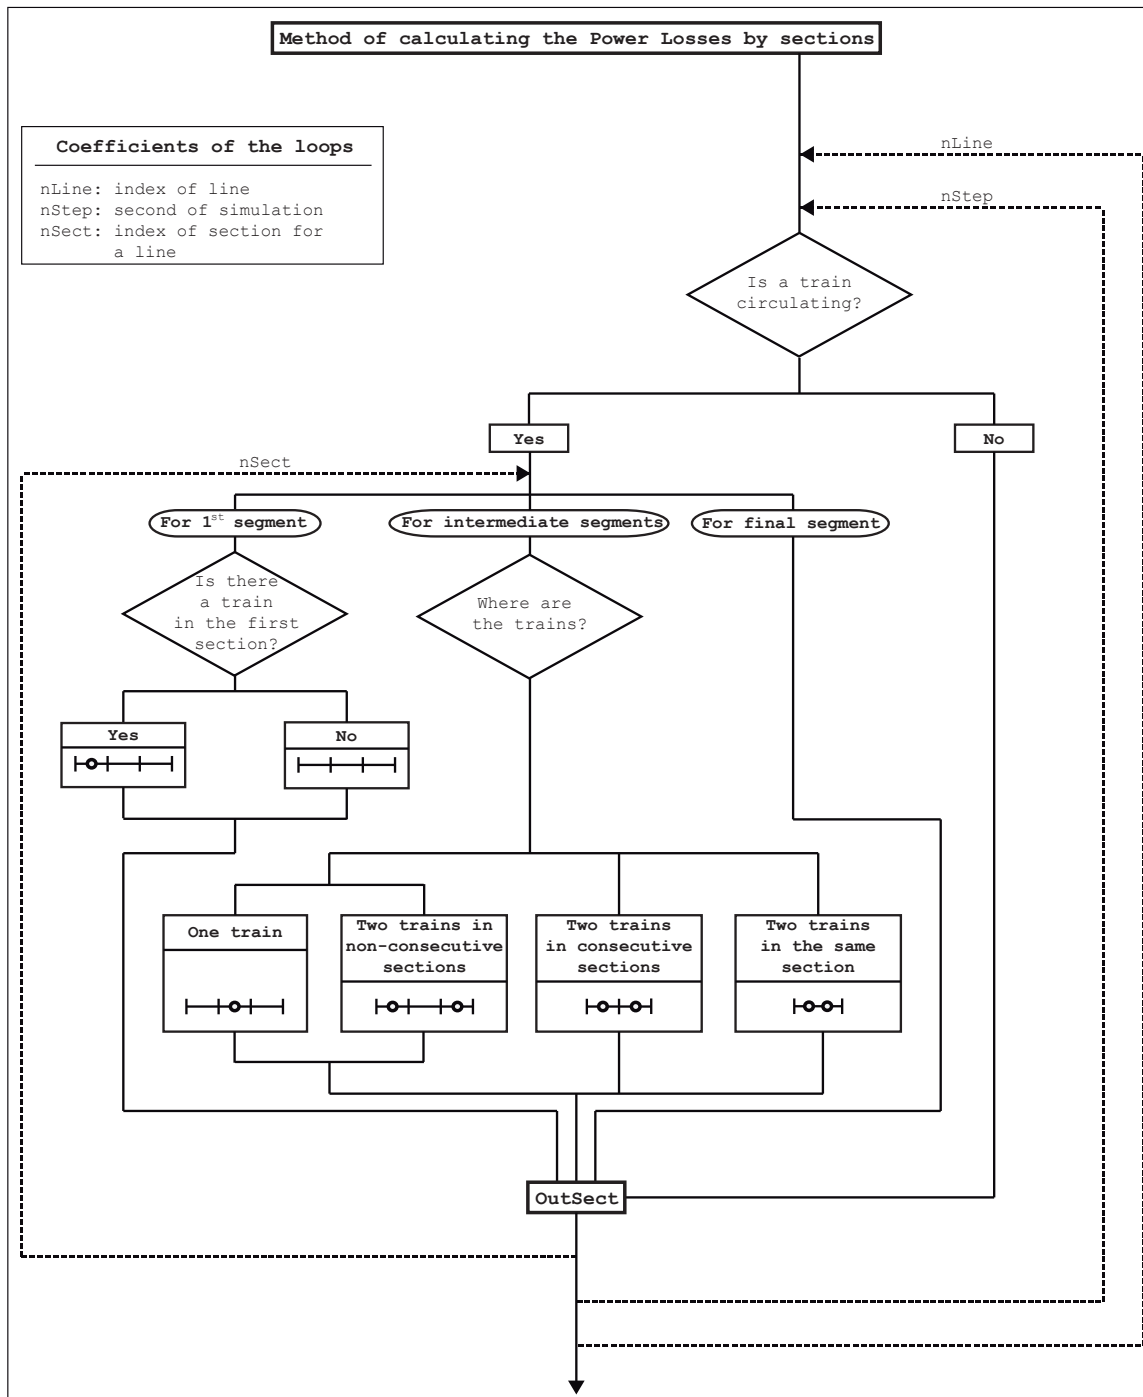 Method of calculating the Power Losses by sections
Coefficients of the loops
nLine: index of line
nStep: second of simulation
nSect: index of section for
a line
nLine
nStep
Is a train
circulating?
Yes
No
nSect
For 1st segment
For intermediate segments
For final segment
Is there
a train
in the first
section?
Where are
the trains?
Yes
No
One train
Two trains in
non-consecutive
sections
Two trains
in consecutive
sections
Two trains
in the same
section
OutSect